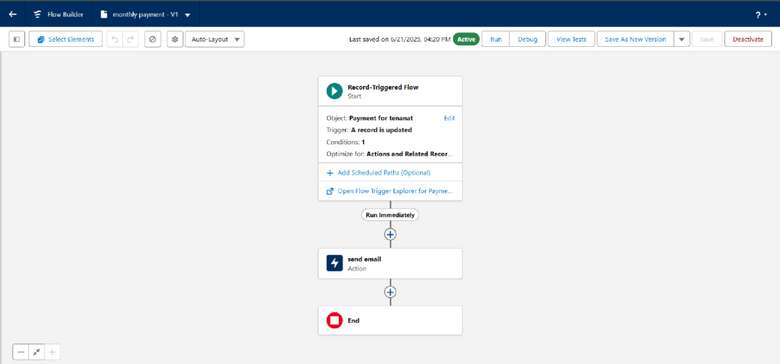 Flow Builder
monthly payment - V1
?
Select Elements
Auto-Layout
Last saved on 6/21/2025, 04:20 PM
Active
Run
Debug
View Tests
Save As New Version
Save
Deactivate
Record-Triggered Flow
Start
Object: Payment for tenanat
Edit
Trigger: A record is updated
Conditions: 1
Optimize for: Actions and Related Recor...
+ Add Scheduled Paths (Optional)
Open Flow Trigger Explorer for Payme...
Run Immediately
send email
Action
End